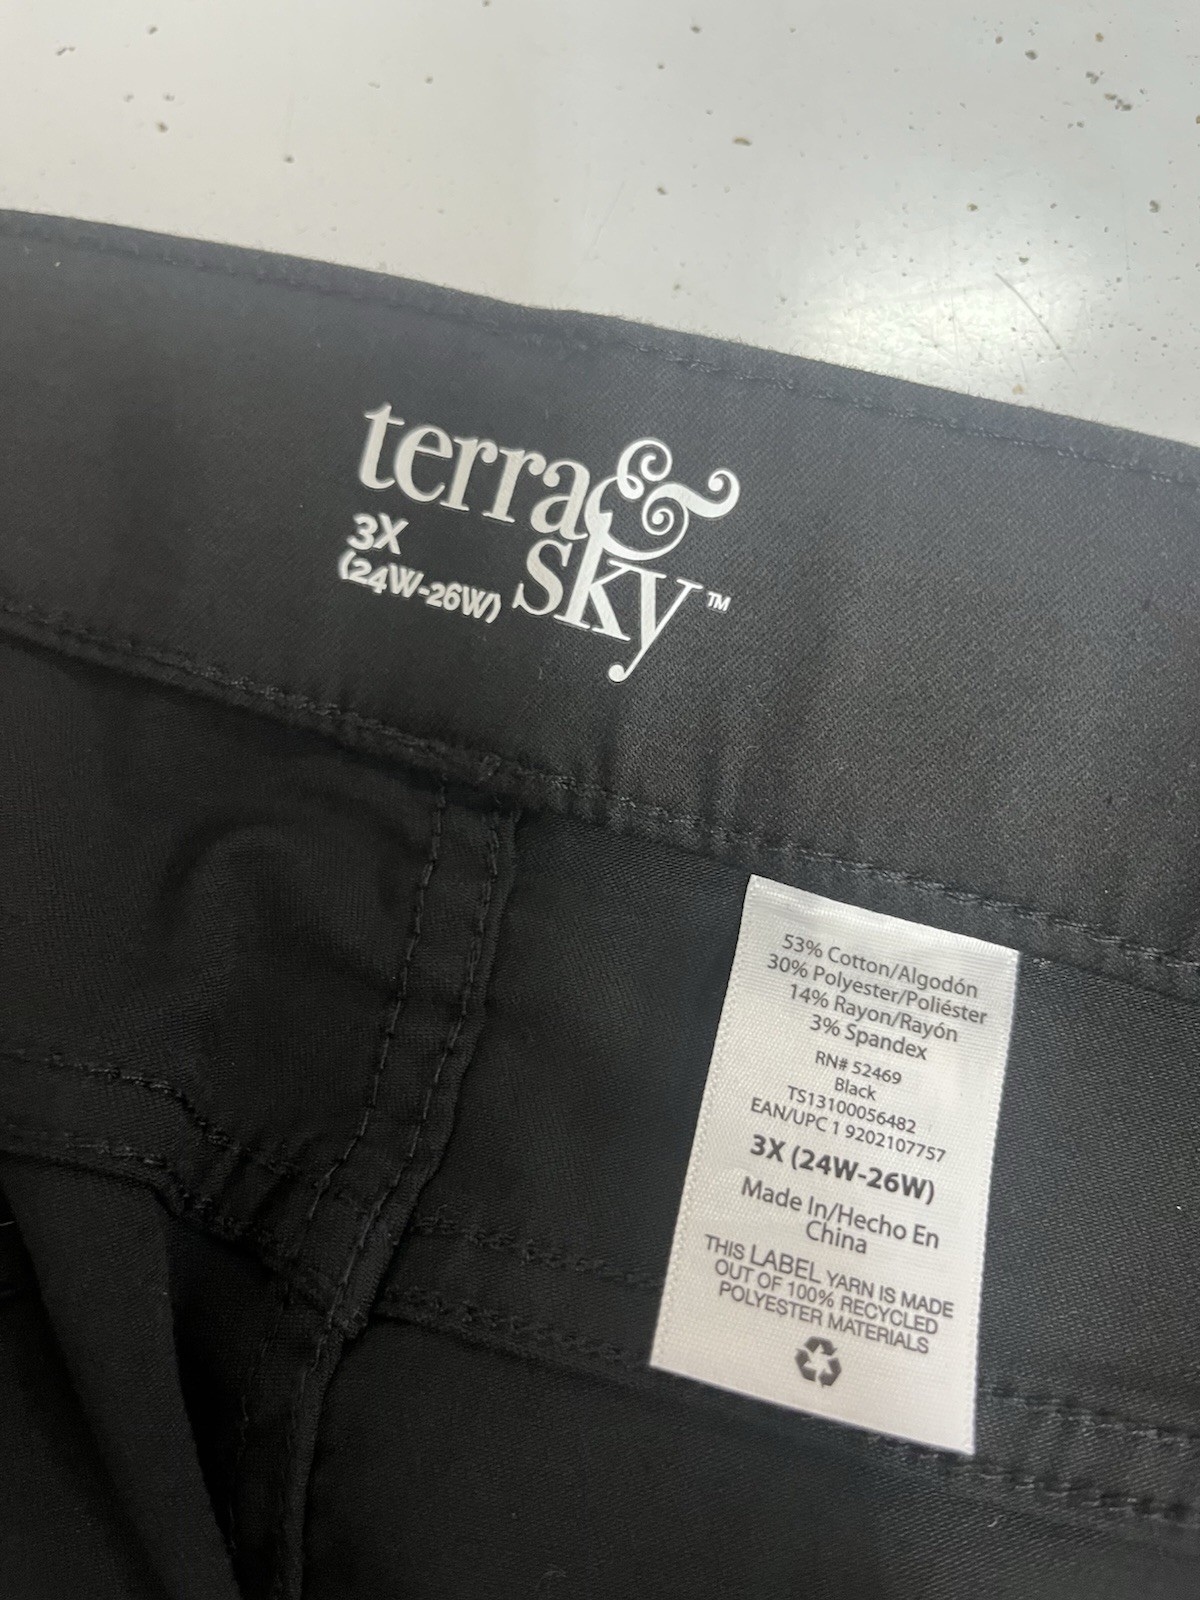 terra &
sky™
3X
(24W-26W)
53% Cotton/Algodón
30% Polyester/Poliéster
14% Rayon/Rayón
3% Spandex
RN# 52469
Black
TS13100056482
EAN/UPC 1 9202107757
3X (24W-26W)
Made In/Hecho En
China
THIS LABEL YARN IS MADE
OUT OF 100% RECYCLED
POLYESTER MATERIALS